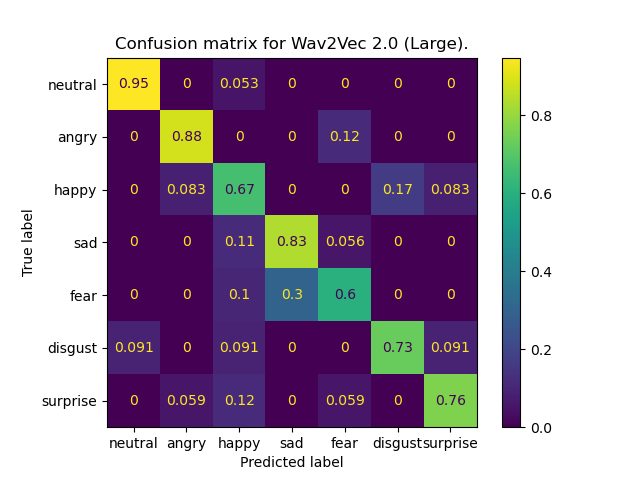 Confusion matrix for Wav2Vec 2.0 (Large).
neutral 0.95 0 0.053 0 0 0 0
angry 0 0.88 0 0 0.12 0 0
happy 0 0.083 0.67 0 0 0.17 0.083
sad 0 0 0.11 0.83 0.056 0 0
fear 0 0 0.1 0.3 0.6 0 0
disgust 0.091 0 0.091 0 0 0.73 0.091
surprise 0 0.059 0.12 0 0.059 0 0.76
neutral angry happy sad fear disgust surprise
Predicted label
True label
0.8
0.6
0.4
0.2
0.0